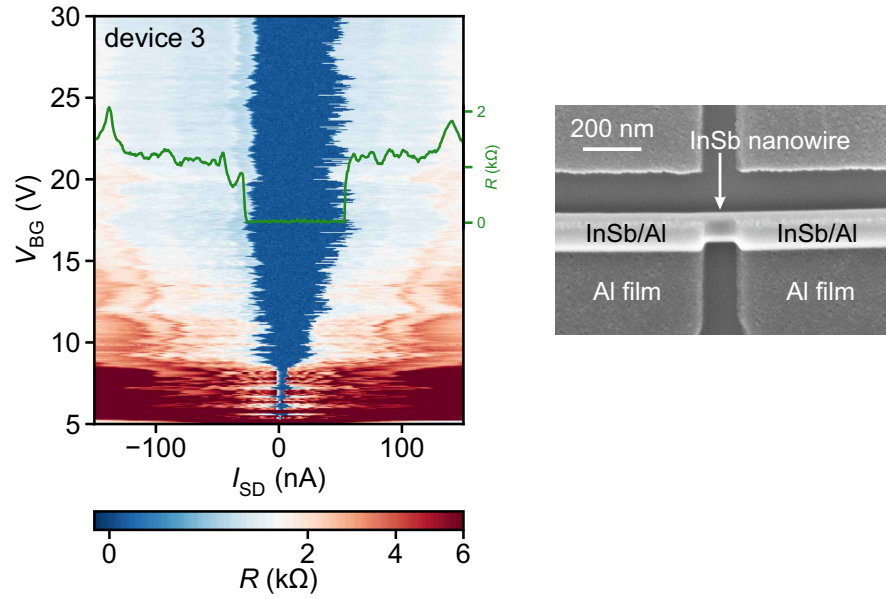 device 3
30
25
20
15
10
5
V_BG (V)
2
1
0
R (kΩ)
−100
0
100
I_SD (nA)
0
2
4
6
R (kΩ)
200 nm
InSb nanowire
InSb/Al
InSb/Al
Al film
Al film